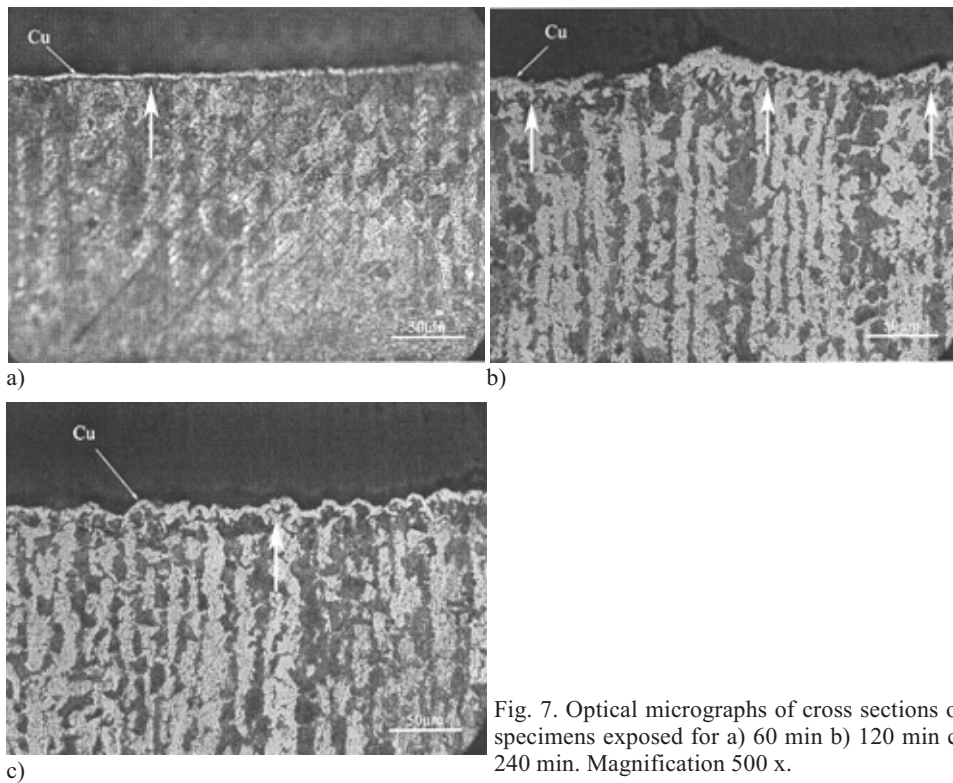 Cu
50µm
a)
Cu
50µm
b)
Cu
50µm
c)
Fig. 7. Optical micrographs of cross sections o
specimens exposed for a) 60 min b) 120 min c
240 min. Magnification 500 x.